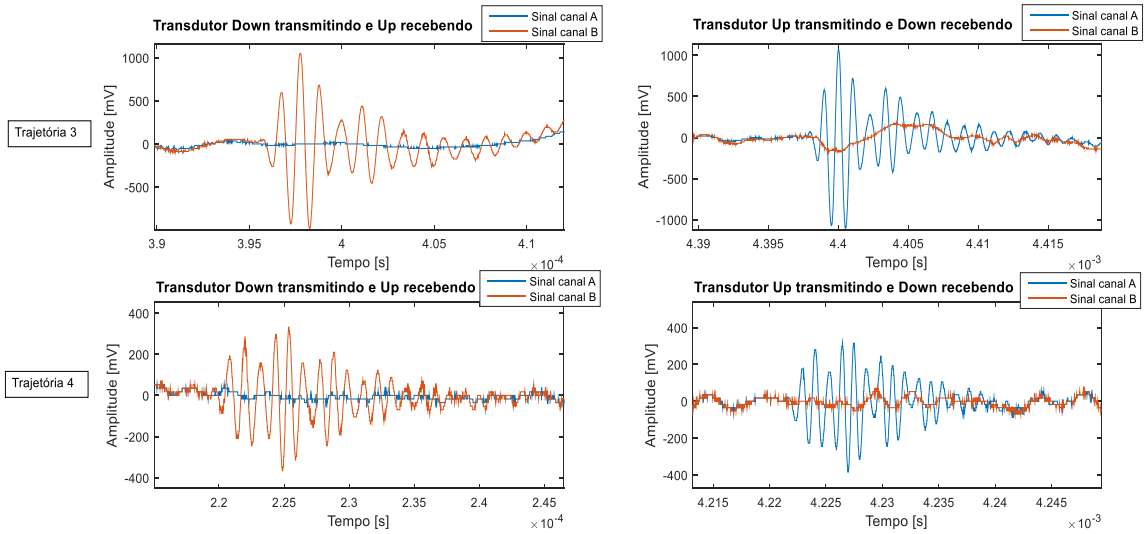 Transdutor Down transmitindo e Up recebendo
Sinal canal A
Sinal canal B
Trajetória 3
Amplitude [mV]
1000
500
0
-500
3.9
3.95
4
4.05
4.1
Tempo [s]
×10⁻⁴
Transdutor Up transmitindo e Down recebendo
Sinal canal A
Sinal canal B
Amplitude [mV]
1000
500
0
-500
-1000
4.39
4.395
4.4
4.405
4.41
4.415
Tempo [s]
×10⁻³
Transdutor Down transmitindo e Up recebendo
Sinal canal A
Sinal canal B
Trajetória 4
Amplitude [mV]
400
200
0
-200
-400
2.2
2.25
2.3
2.35
2.4
2.45
Tempo [s]
×10⁻⁴
Transdutor Up transmitindo e Down recebendo
Sinal canal A
Sinal canal B
Amplitude [mV]
400
200
0
-200
-400
4.215
4.22
4.225
4.23
4.235
4.24
4.245
Tempo [s]
×10⁻³